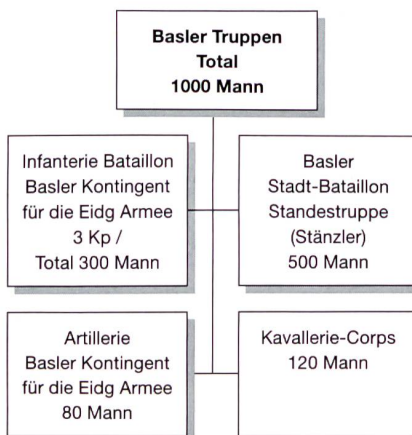 Basler Truppen
Total
1000 Mann
Infanterie Bataillon
Basler Kontingent
für die Eidg Armee
3 Kp /
Total 300 Mann
Basler
Stadt-Bataillon
Standestruppe
(Stänzler)
500 Mann
Artillerie
Basler Kontingent
für die Eidg Armee
80 Mann
Kavallerie-Corps
120 Mann